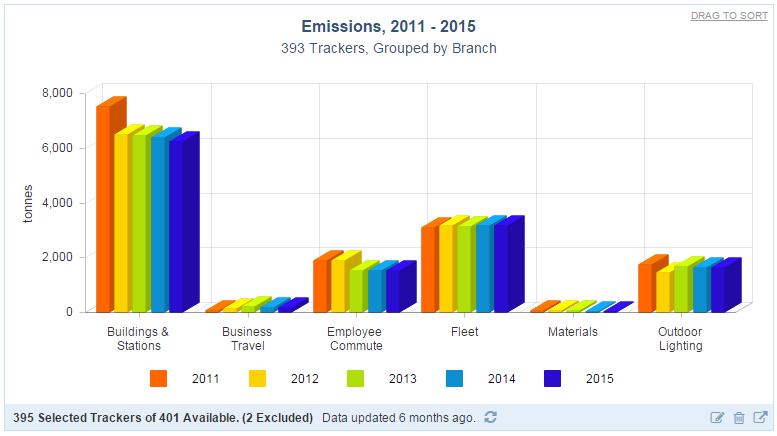 DRAG TO SORT
Emissions, 2011 - 2015
393 Trackers, Grouped by Branch
8,000
6,000
4,000
2,000
0
tonnes
Buildings &
Stations
Business
Travel
Employee
Commute
Fleet
Materials
Outdoor
Lighting
2011 2012 2013 2014 2015
395 Selected Trackers of 401 Available. (2 Excluded) Data updated 6 months ago.